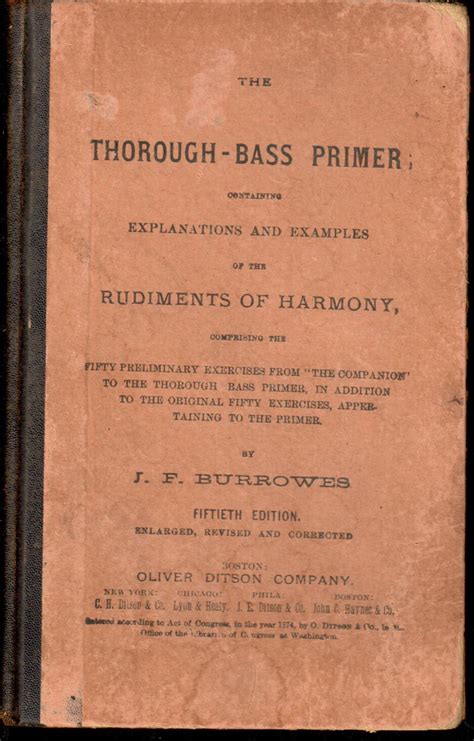 THE
THOROUGH-BASS PRIMER;
CONTAINING
EXPLANATIONS AND EXAMPLES
OF THE
RUDIMENTS OF HARMONY,
COMPRISING THE
FIFTY PRELIMINARY EXERCISES FROM "THE COMPANION"
TO THE THOROUGH BASS PRIMER, IN ADDITION
TO THE ORIGINAL FIFTY EXERCISES, APPER-
TAINING TO THE PRIMER.
BY
J. F. BURROWES
FIFTIETH EDITION.
ENLARGED, REVISED AND CORRECTED
BOSTON:
OLIVER DITSON COMPANY.
NEW YORK: CHICAGO: PHILA: BOSTON:
C. H. Ditson & Co. Lyon & Healy. J. E. Ditson & Co. John C. Haynes & Co.
Entered according to Act of Congress, in the year 1874, by O. DITSON & Co., in
Office of the Librarian of Congress at Washington.